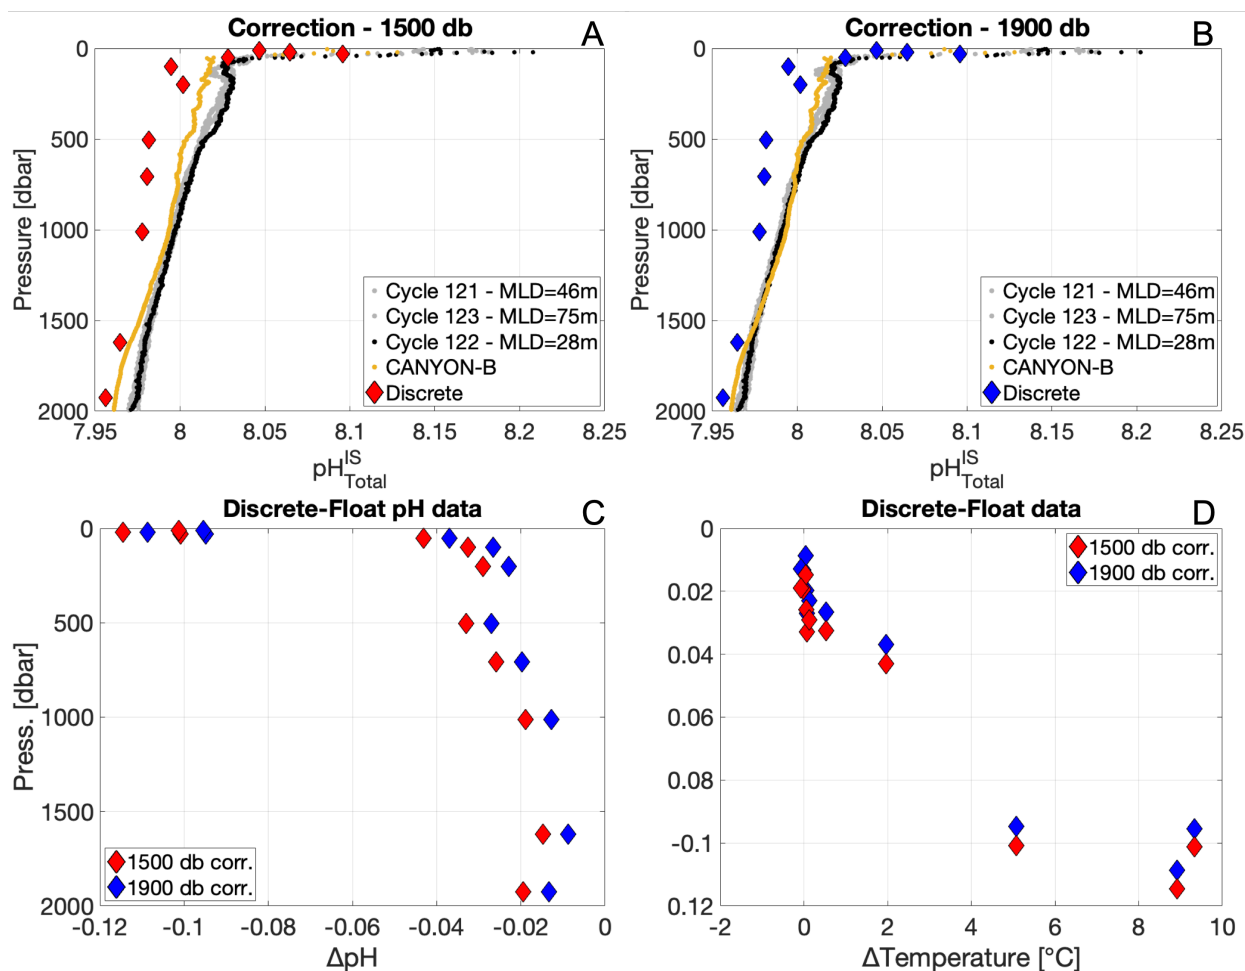 Correction - 1500 db
A
0
500
1000
1500
2000
Pressure [dbar]
Cycle 121 - MLD=46m
Cycle 123 - MLD=75m
Cycle 122 - MLD=28m
CANYON-B
Discrete
7.95
8
8.05
8.1
8.15
8.2
8.25
pH^IS_Total
Correction - 1900 db
B
0
500
1000
1500
2000
Pressure [dbar]
Cycle 121 - MLD=46m
Cycle 123 - MLD=75m
Cycle 122 - MLD=28m
CANYON-B
Discrete
7.95
8
8.05
8.1
8.15
8.2
8.25
pH^IS_Total
Discrete-Float pH data
C
0
500
1000
1500
2000
Press. [dbar]
1500 db corr.
1900 db corr.
-0.12
-0.1
-0.08
-0.06
-0.04
-0.02
0
ΔpH
Discrete-Float data
D
0
0.02
0.04
0.06
0.08
-0.1
0.12
1500 db corr.
1900 db corr.
-2
0
2
4
6
8
10
ΔTemperature [°C]